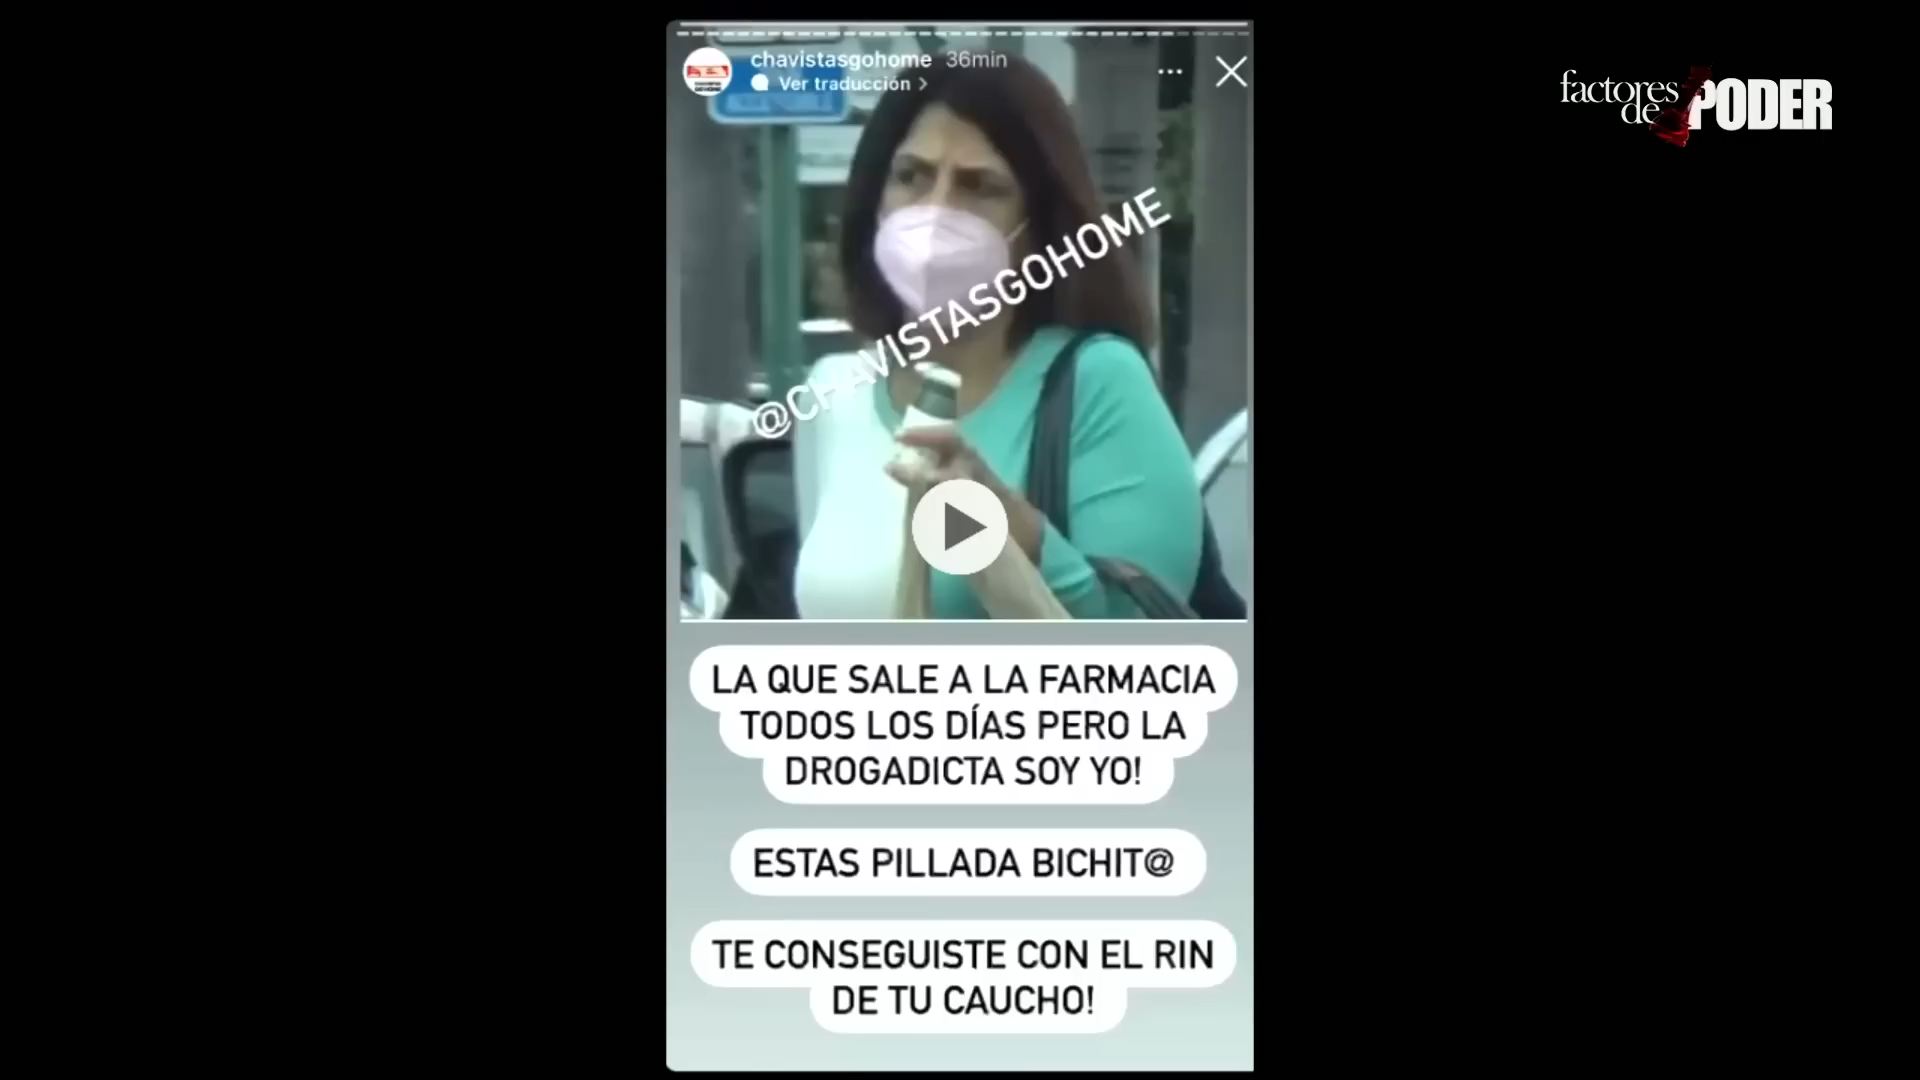 chavistasgohome 36min
Ver traducción >
factores
de PODER
@CHAVISTASGOHOME
LA QUE SALE A LA FARMACIA
TODOS LOS DÍAS PERO LA
DROGADICTA SOY YO!
ESTAS PILLADA BICHIT@
TE CONSEGUISTE CON EL RIN
DE TU CAUCHO!